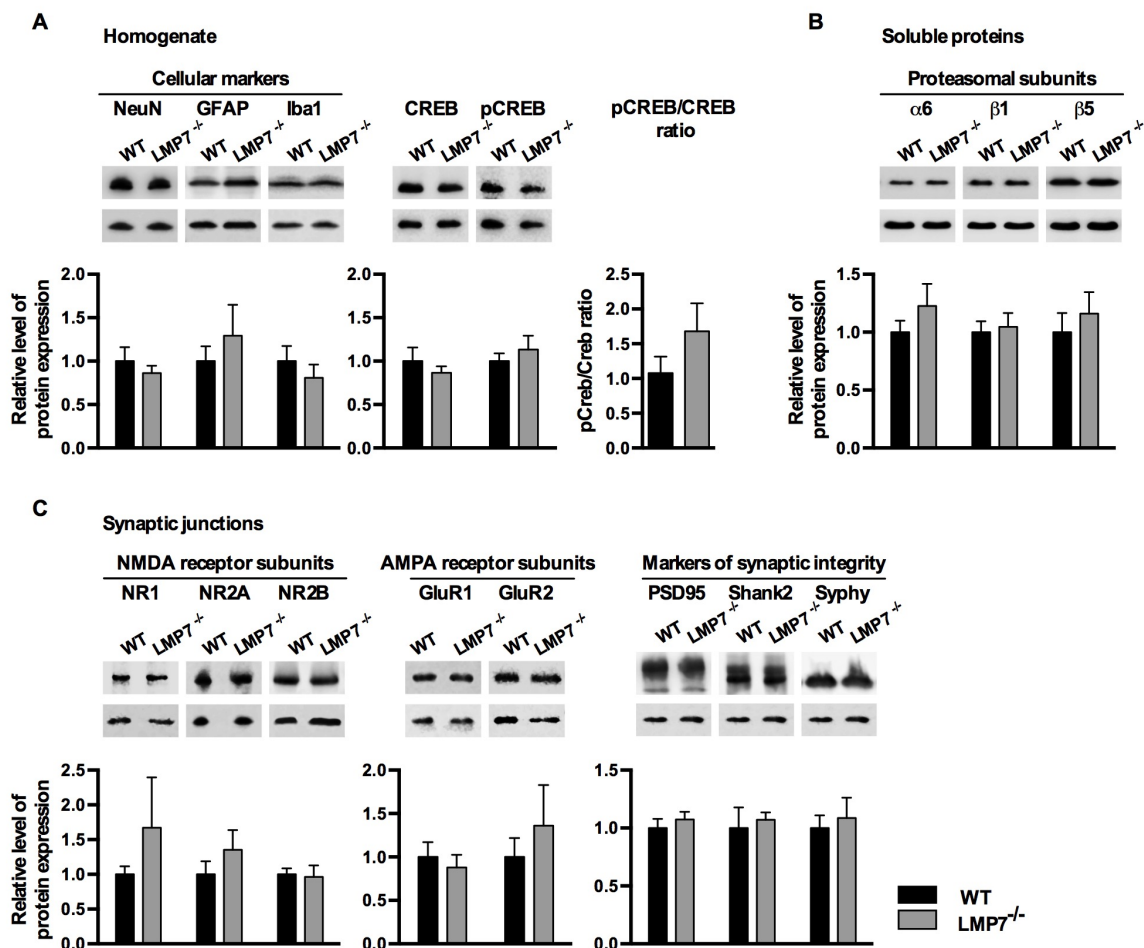 A
Homogenate
Cellular markers
NeuN GFAP Iba1
WT LMP7-/- WT LMP7-/- WT LMP7-/-
CREB pCREB
WT LMP7-/- WT LMP7-/-
pCREB/CREB
ratio
Relative level of
protein expression
2.0
1.5
1.0
0.5
0.0
2.0
1.5
1.0
0.5
0.0
pCreb/Creb ratio
2.5
2.0
1.5
1.0
0.5
0.0
B
Soluble proteins
Proteasomal subunits
α6 β1 β5
WT LMP7-/- WT LMP7-/- WT LMP7-/-
Relative level of
protein expression
1.5
1.0
0.5
0.0
C
Synaptic junctions
NMDA receptor subunits
NR1 NR2A NR2B
WT LMP7-/- WT LMP7-/- WT LMP7-/-
AMPA receptor subunits
GluR1 GluR2
WT LMP7-/- WT LMP7-/-
Markers of synaptic integrity
PSD95 Shank2 Syphy
WT LMP7-/- WT LMP7-/- WT LMP7-/-
Relative level of
protein expression
2.5
2.0
1.5
1.0
0.5
0.0
2.0
1.5
1.0
0.5
0.0
1.5
1.0
0.5
0.0
WT
LMP7-/-